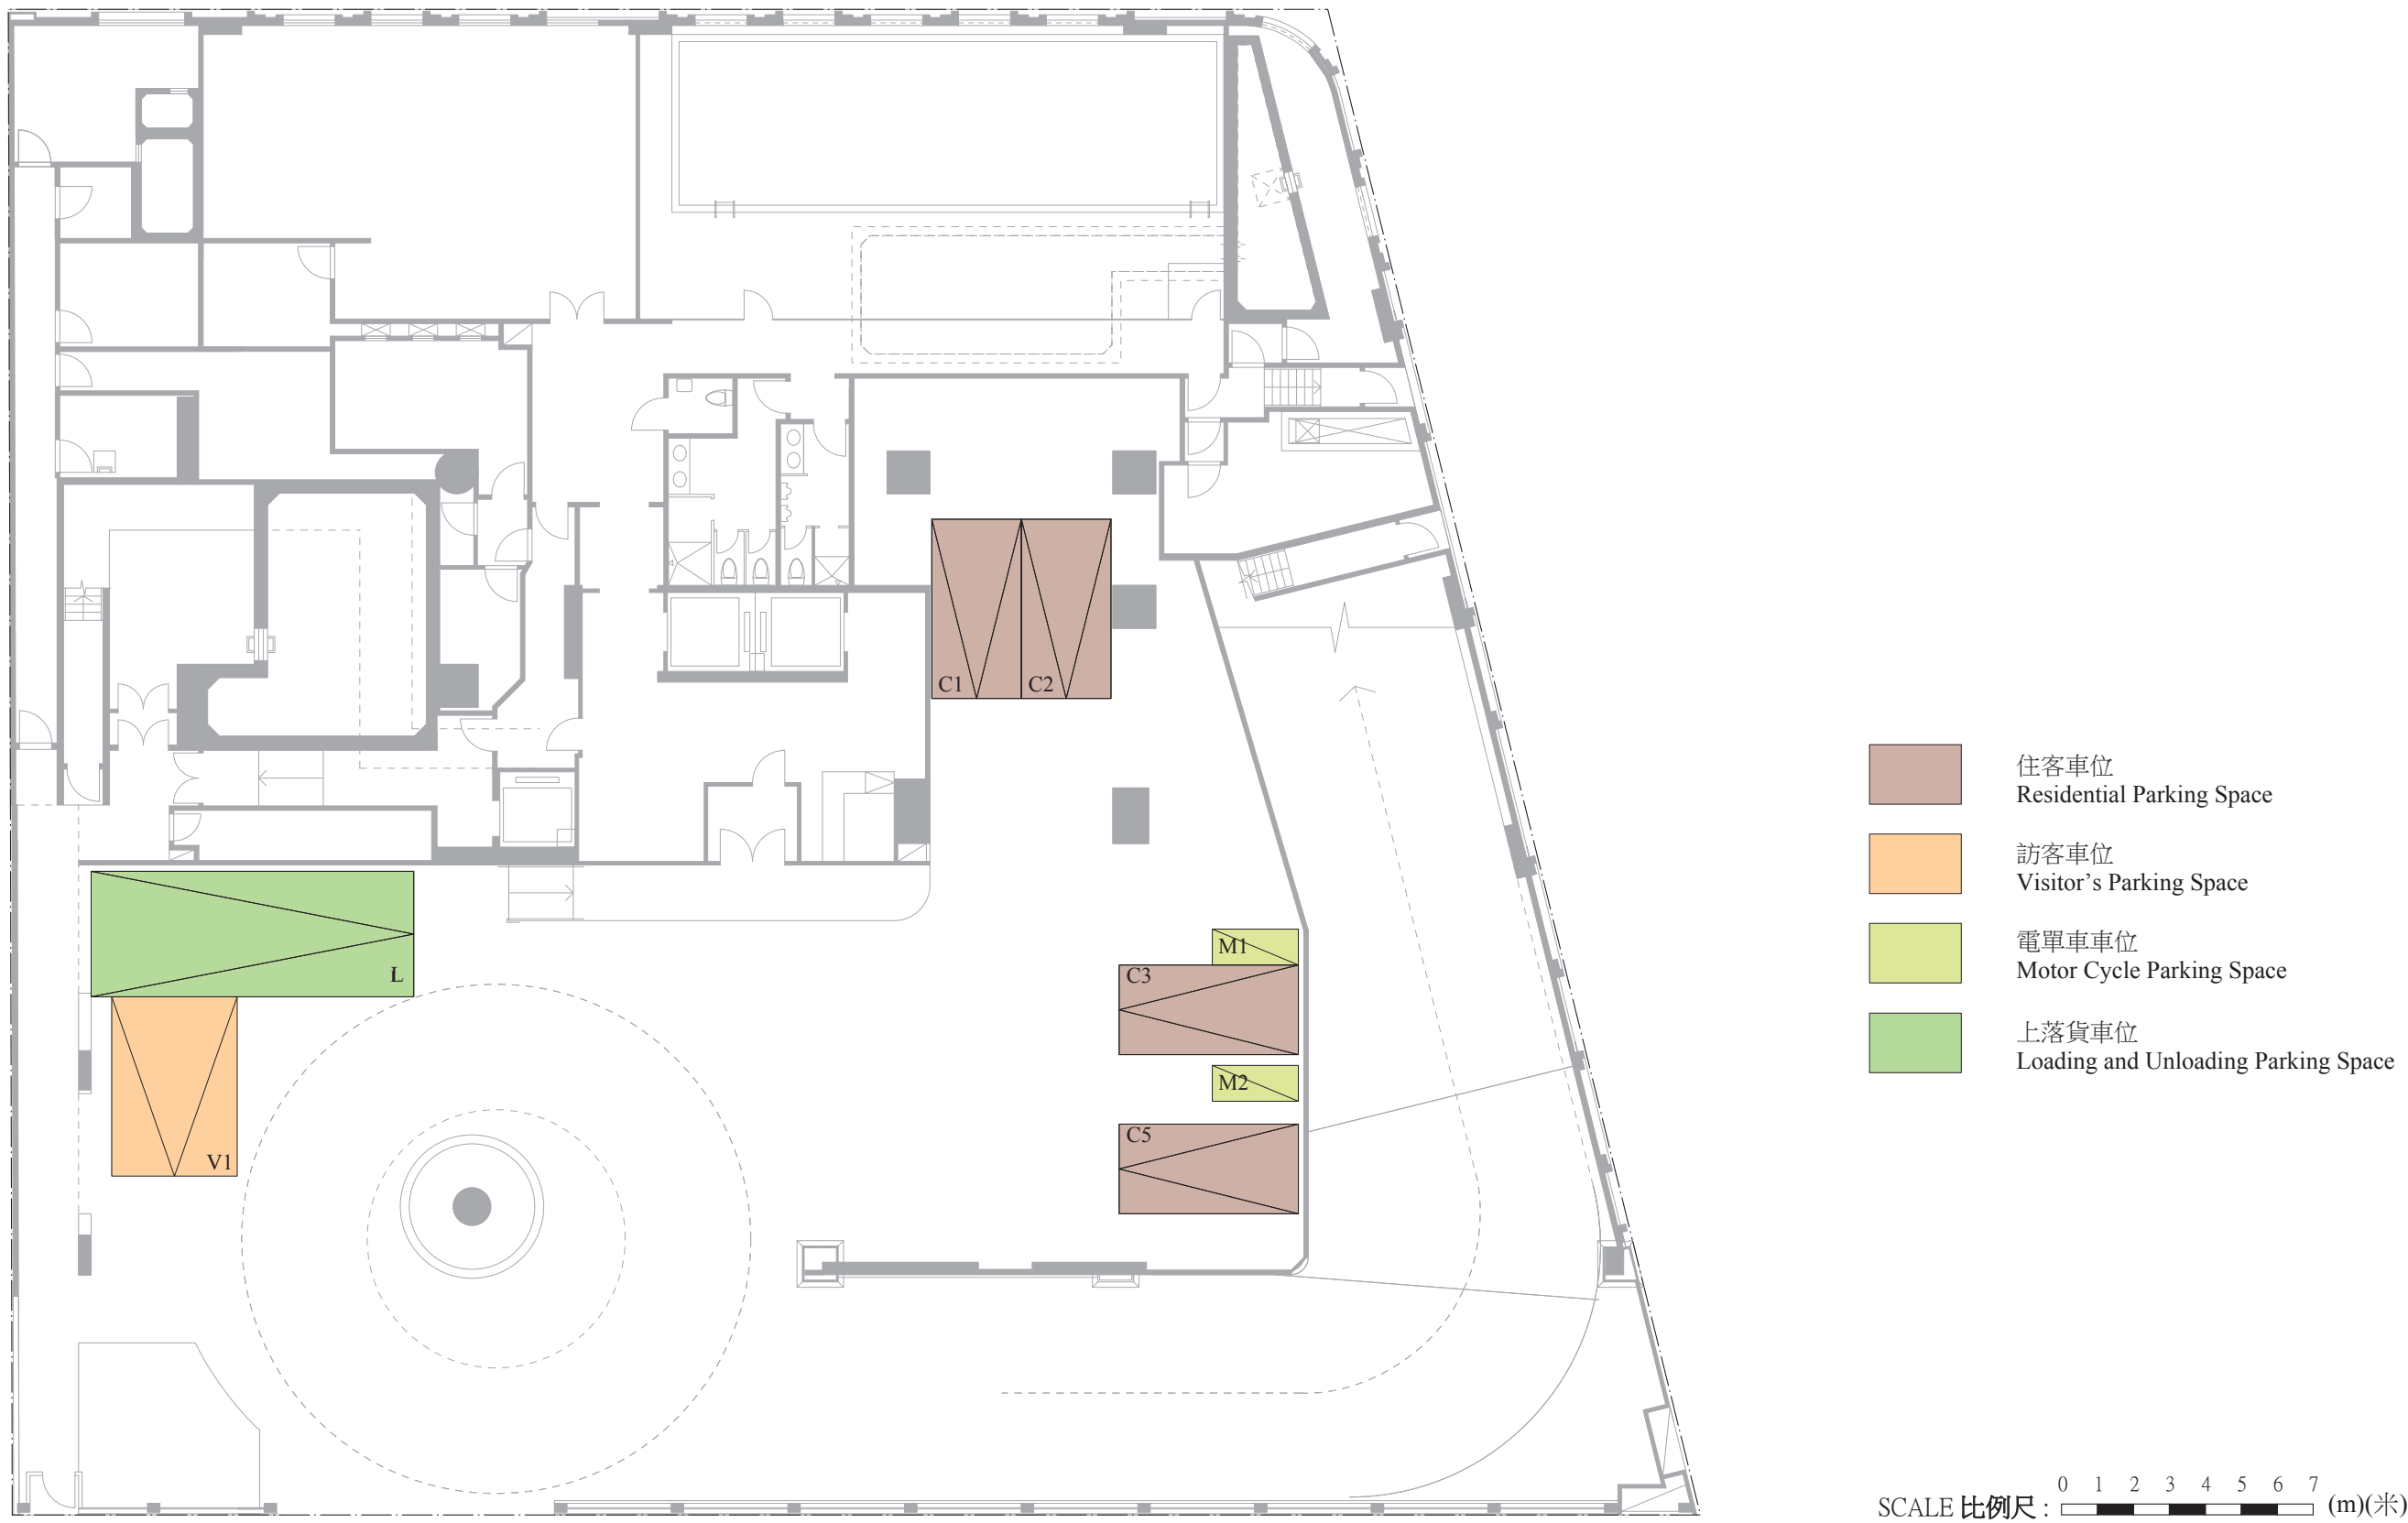 C1
C2
住客車位
Residential Parking Space
訪客車位
Visitor’s Parking Space
電單車車位
Motor Cycle Parking Space
上落貨車位
Loading and Unloading Parking Space
L
M1
C3
M2
C5
V1
0 1 2 3 4 5 6 7
SCALE 比例尺 : (m)(米)